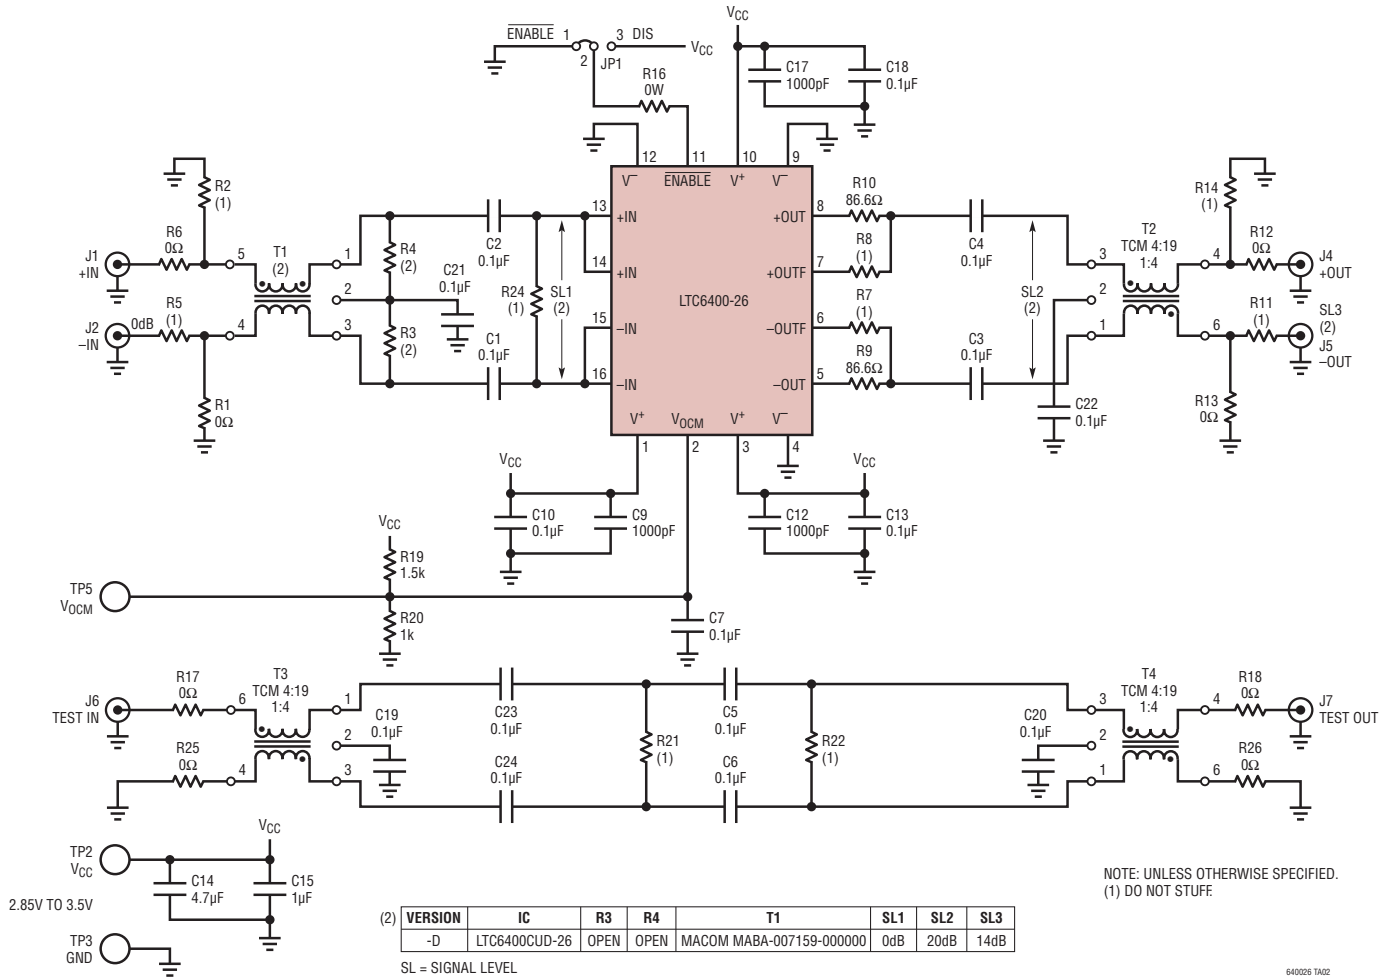 VCC
ENABLE 1
3 DIS
VCC
2
JP1
R16
0W
C17
1000pF
C18
0.1µF
12
11
10
9
V–
ENABLE
V+
V–
R2
(1)
R6
0Ω
J1
+IN
5
T1
(2)
1
R4
(2)
C2
0.1µF
13
+IN
R10
86.6Ω
8
+OUT
R14
(1)
T2
TCM 4:19
1:4
R12
0Ω
J4
+OUT
C21
0.1µF
2
R24
(1)
SL1
(2)
14
+IN
LTC6400-26
+OUTF
7
R8
(1)
C4
0.1µF
SL2
(2)
3
4
2
J2
–IN
0dB
R5
(1)
4
3
R3
(2)
C1
0.1µF
15
–IN
–OUTF
6
R7
(1)
C3
0.1µF
1
6
R11
(1)
SL3
(2)
J5
–OUT
R1
0Ω
16
–IN
–OUT
5
R9
86.6Ω
C22
0.1µF
R13
0Ω
V+
VOCM
V+
V–
1
2
3
4
VCC
VCC
C10
0.1µF
C9
1000pF
C12
1000pF
C13
0.1µF
VCC
R19
1.5k
TP5
VOCM
R20
1k
C7
0.1µF
J6
TEST IN
R17
0Ω
6
T3
TCM 4:19
1:4
1
C19
0.1µF
2
C23
0.1µF
C5
0.1µF
C20
0.1µF
3
2
T4
TCM 4:19
1:4
4
R18
0Ω
J7
TEST OUT
R25
0Ω
4
3
C24
0.1µF
R21
(1)
C6
0.1µF
R22
(1)
1
6
R26
0Ω
TP2
VCC
VCC
C14
4.7µF
C15
1µF
2.85V TO 3.5V
TP3
GND
NOTE: UNLESS OTHERWISE SPECIFIED.
(1) DO NOT STUFF.
(2) VERSION IC R3 R4 T1 SL1 SL2 SL3
-D LTC6400CUD-26 OPEN OPEN MACOM MABA-007159-000000 0dB 20dB 14dB
SL = SIGNAL LEVEL
640026 TA02